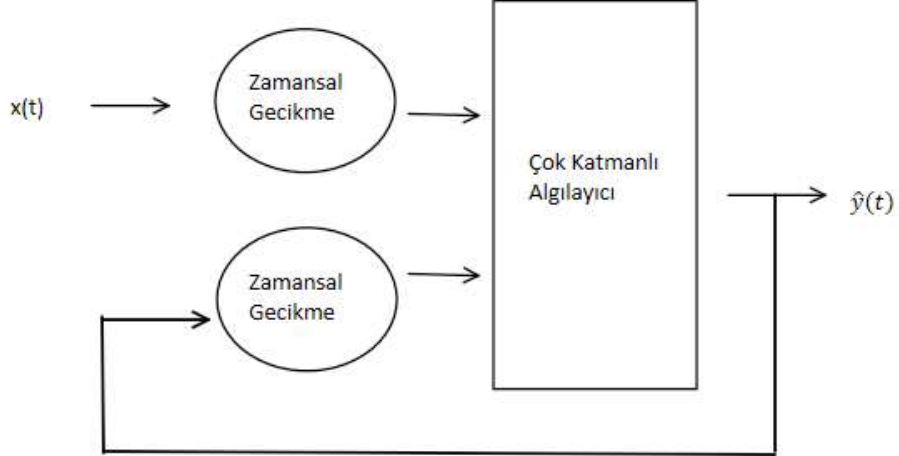 x(t)
Zamansal
Gecikme
Çok Katmanlı
Algılayıcı
ŷ(t)
Zamansal
Gecikme